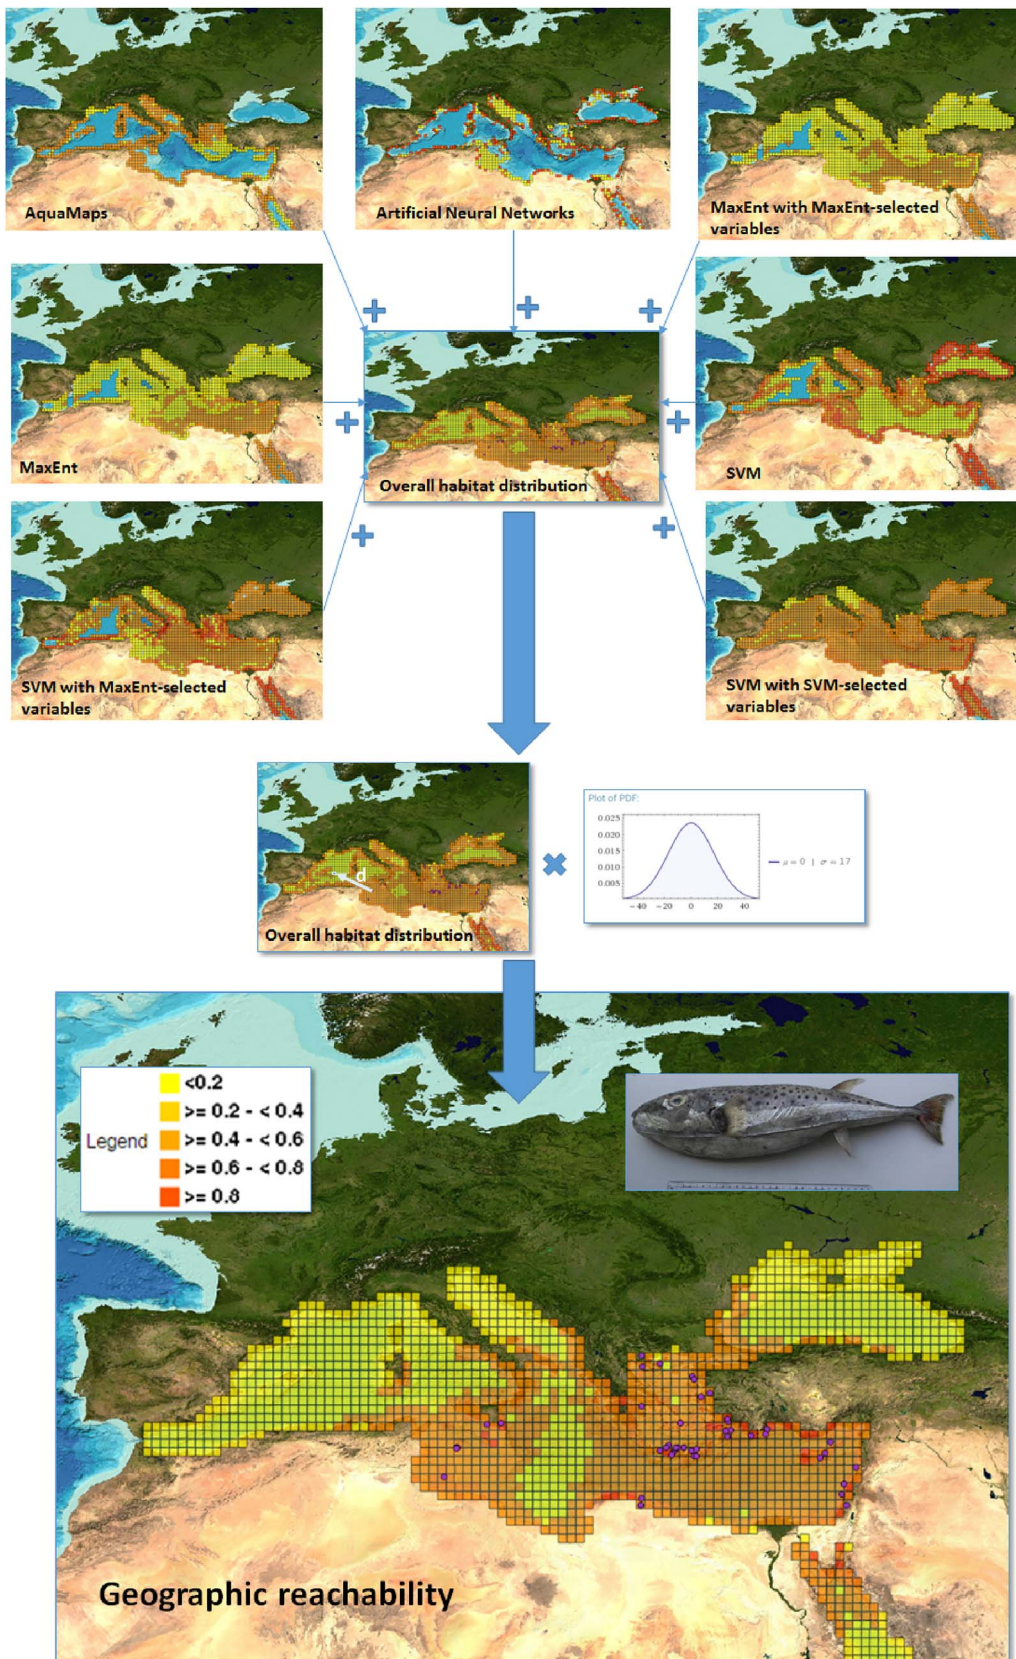 AquaMaps
Artificial Neural Networks
MaxEnt with MaxEnt-selected
variables
MaxEnt
Overall habitat distribution
SVM
SVM with MaxEnt-selected
variables
SVM with SVM-selected
variables
d
Overall habitat distribution
Plot of PDF:
0.025
0.020
0.015
0.010
0.005
−40 −20 0 20 40
μ = 0 | σ = 17
Legend
<0.2
>= 0.2 - < 0.4
>= 0.4 - < 0.6
>= 0.6 - < 0.8
>= 0.8
Geographic reachability